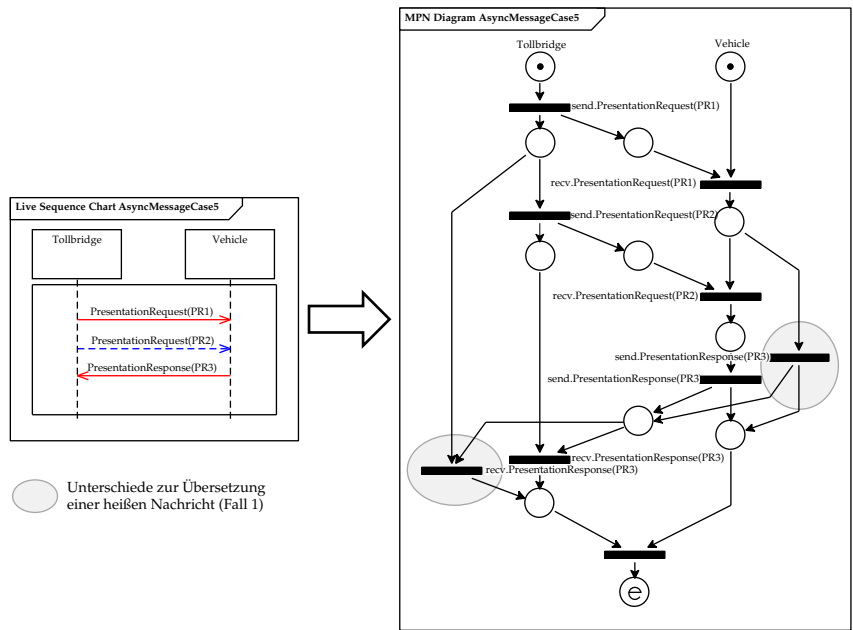 MPN Diagram AsyncMessageCase5
Tollbridge
Vehicle
send.PresentationRequest(PR1)
recv.PresentationRequest(PR1)
send.PresentationRequest(PR2)
recv.PresentationRequest(PR2)
send.PresentationResponse(PR3)
send.PresentationResponse(PR3
recv.PresentationResponse(PR3)
recv.PresentationResponse(PR3)
e
Live Sequence Chart AsyncMessageCase5
Tollbridge
Vehicle
PresentationRequest(PR1)
PresentationRequest(PR2)
PresentationResponse(PR3)
Unterschiede zur Übersetzung
einer heißen Nachricht (Fall 1)